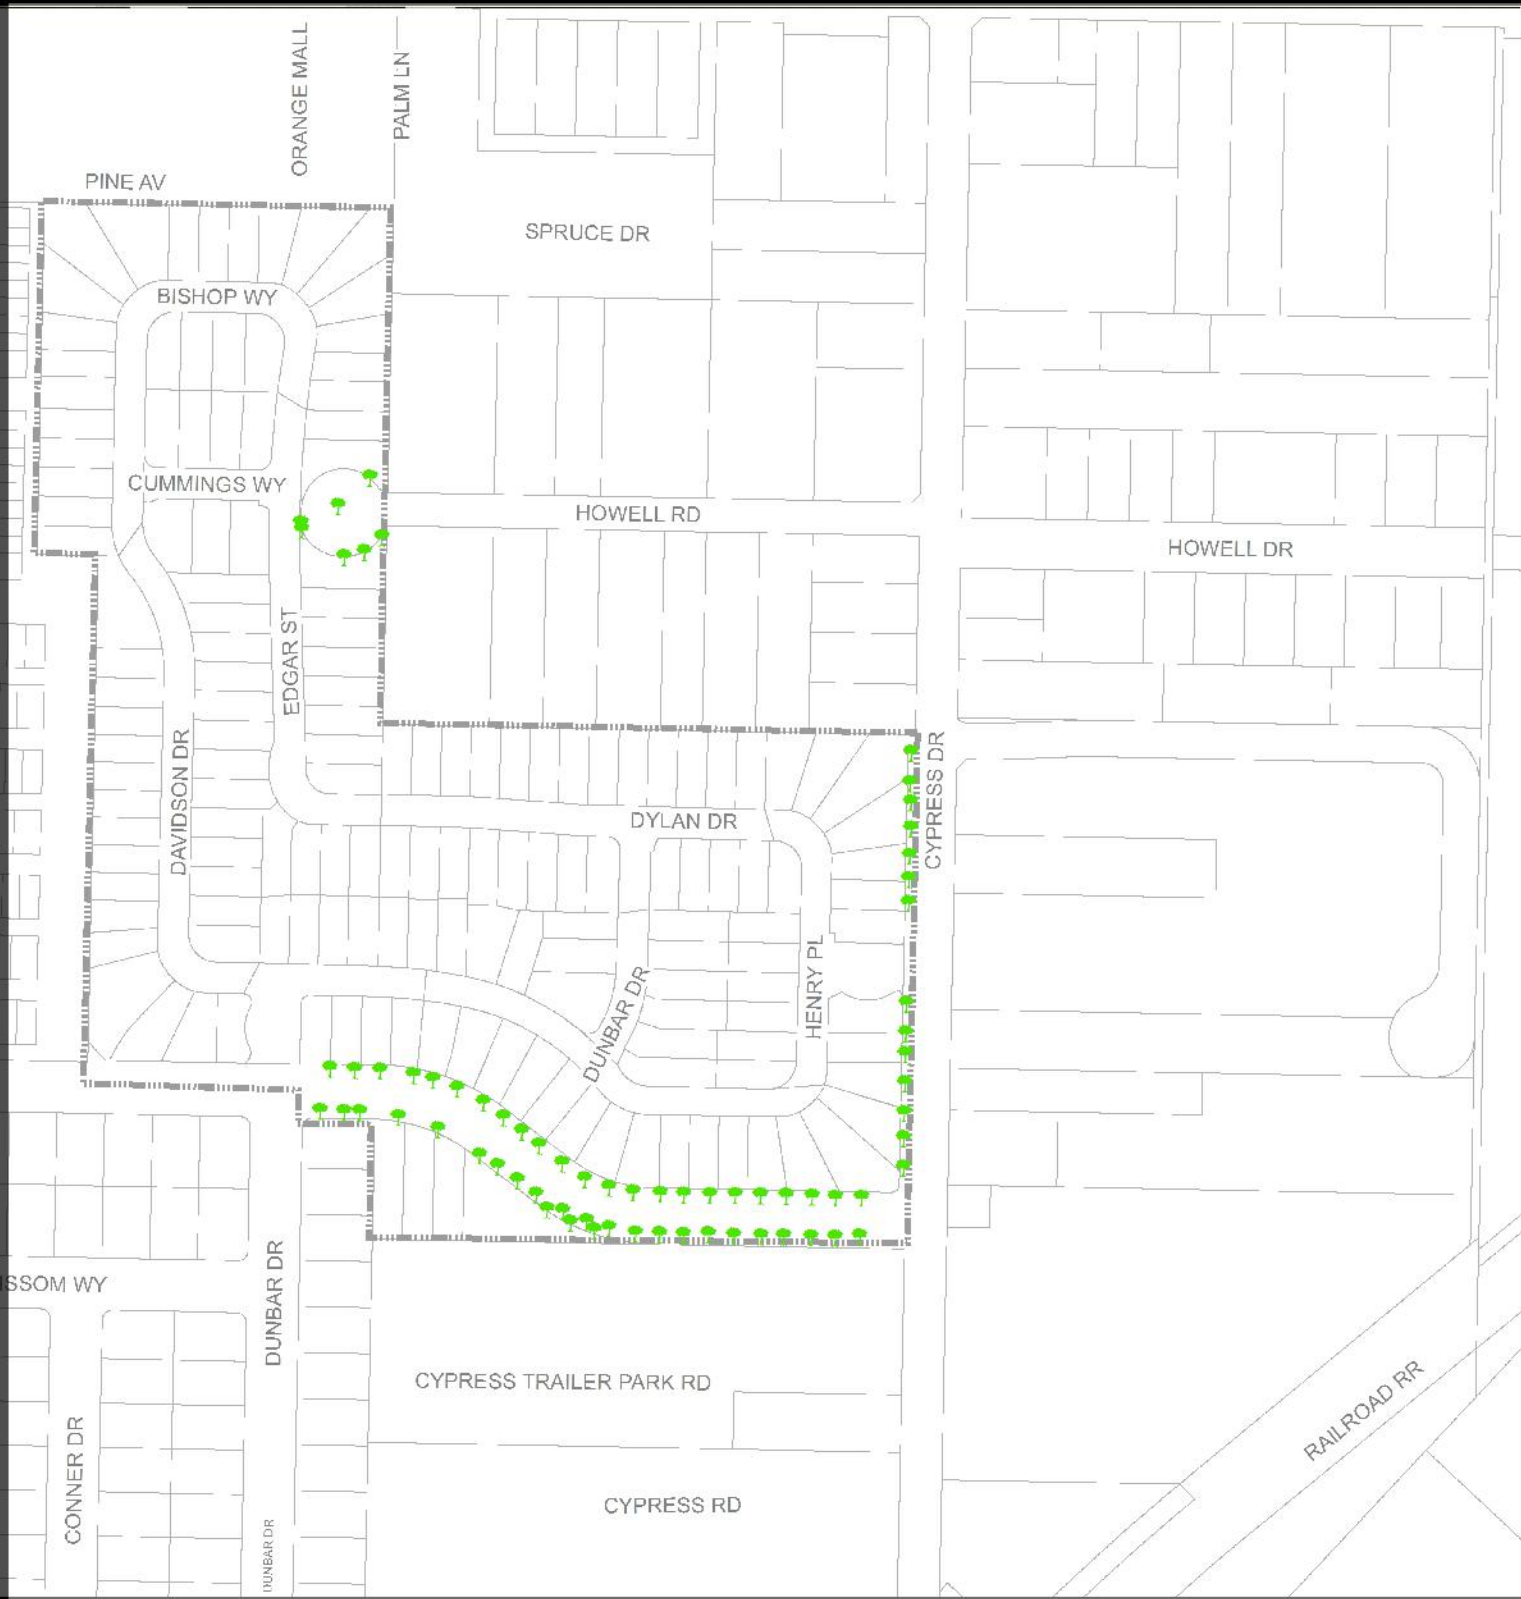 ORANGE MALL
PALM LN
PINE AV
SPRUCE DR
BISHOP WY
CUMMINGS WY
HOWELL RD
HOWELL DR
EDGAR ST
DAVIDSON DR
CYPRESS DR
DYLAN DR
HENRY PL
DUNBAR DR
ISSOM WY
DUNBAR DR
CYPRESS TRAILER PARK RD
RAILROAD RR
CONNER DR
CYPRESS RD
DUNBAR DR